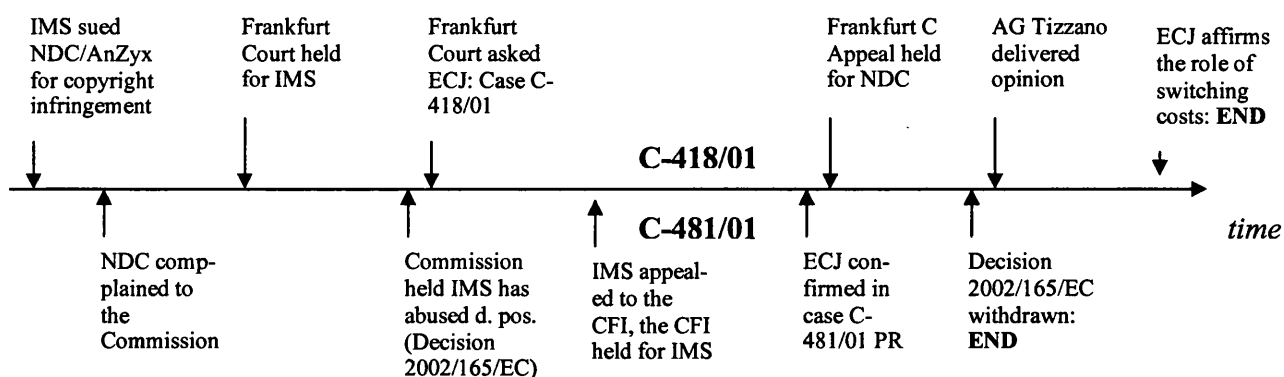 IMS sued
NDC/AnZyx
for copyright
infringement
Frankfurt
Court held
for IMS
Frankfurt
Court asked
ECJ: Case C-
418/01
Frankfurt C
Appeal held
for NDC
AG Tizzano
delivered
opinion
ECJ affirms
the role of
switching
costs: END
C-418/01
C-481/01
time
NDC comp-
plained to
the
Commission
Commission
held IMS has
abused d. pos.
(Decision
2002/165/EC)
IMS appeal-
ed to the
CFI, the CFI
held for IMS
ECJ con-
firmed in
case C-
481/01 PR
Decision
2002/165/EC
withdrawn:
END